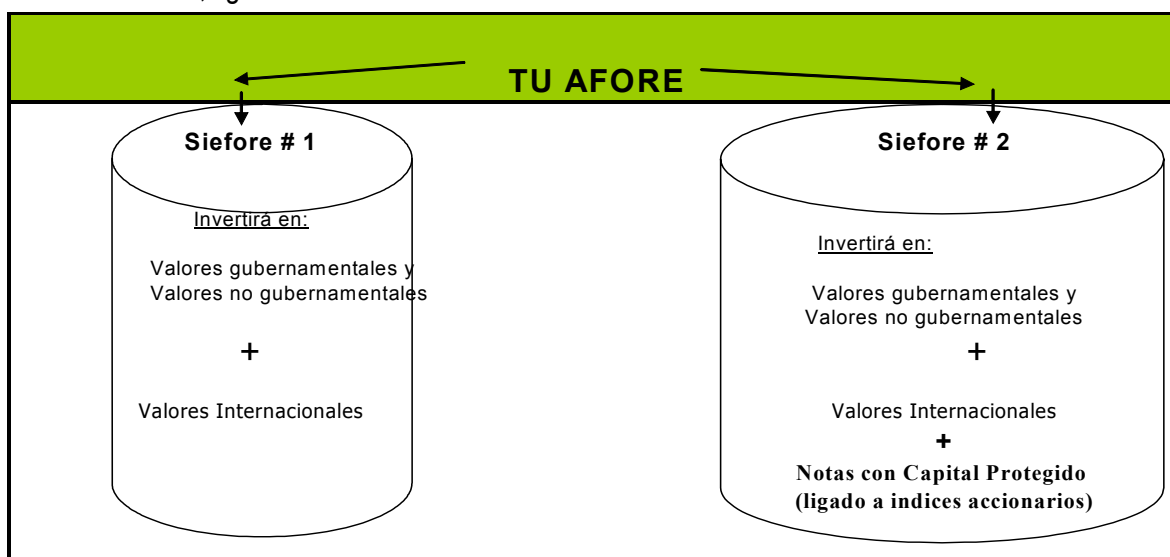 TU AFORE
Siefore # 1
Invertirá en:
Valores gubernamentales y
Valores no gubernamentales
+
Valores Internacionales
Siefore # 2
Invertirá en:
Valores gubernamentales y
Valores no gubernamentales
+
Valores Internacionales
+
Notas con Capital Protegido
(ligado a indices accionarios)